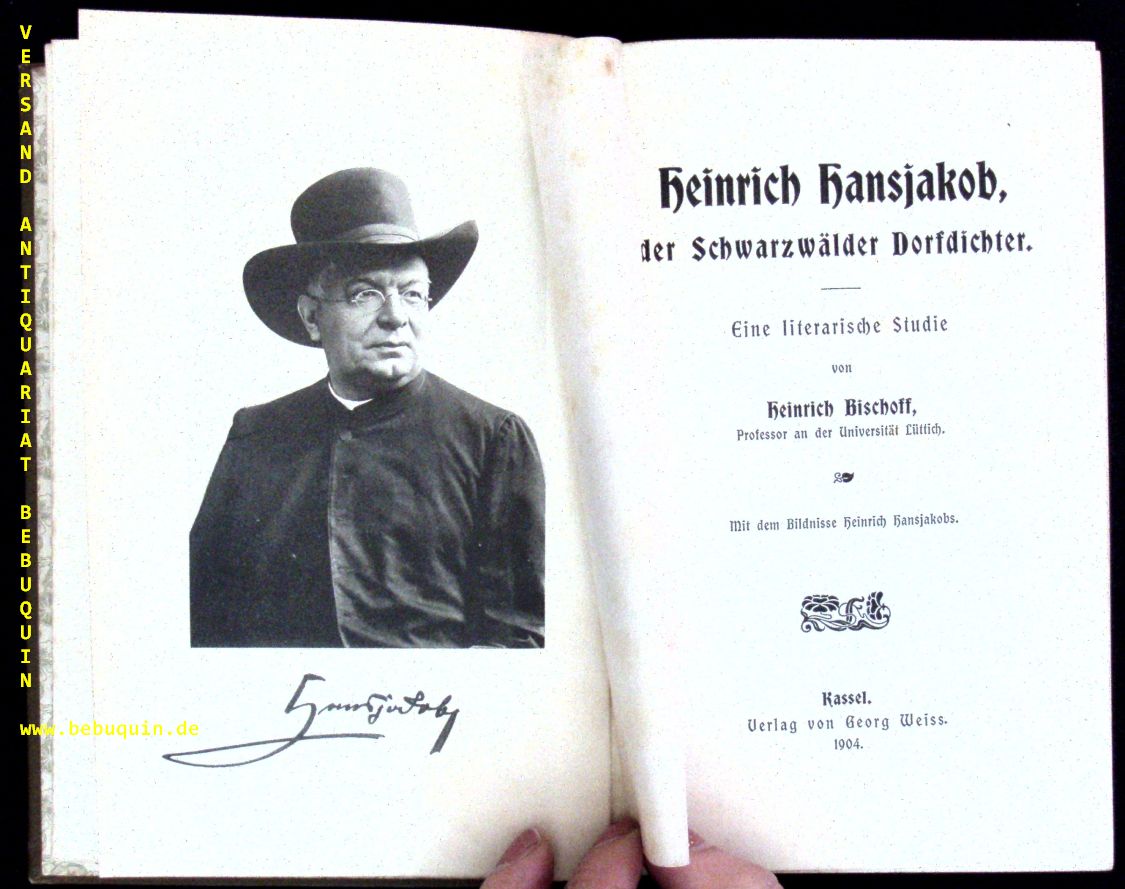 VERSAND ANTIQUARIAT BEBUQUIN
www.bebuquin.de
Hansjakob
Heinrich Hansjakob,
der Schwarzwälder Dorfdichter.
Eine literarische Studie
von
Heinrich Bischoff,
Professor an der Universität Lüttich.
Mit dem Bildnisse Heinrich Hansjakobs.
Kassel.
Verlag von Georg Weiss.
1904.